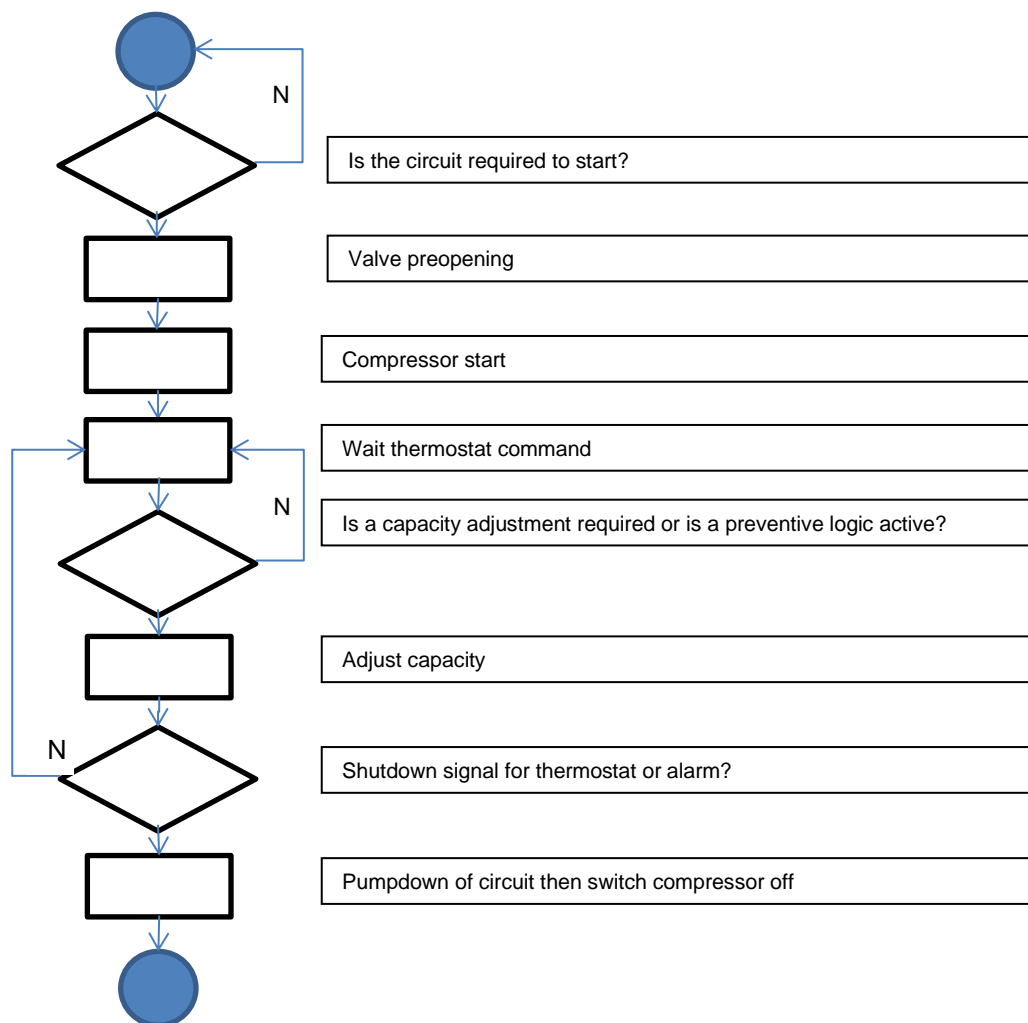 N
Is the circuit required to start?
Valve preopening
Compressor start
Wait thermostat command
N
Is a capacity adjustment required or is a preventive logic active?
Adjust capacity
N
Shutdown signal for thermostat or alarm?
Pumpdown of circuit then switch compressor off